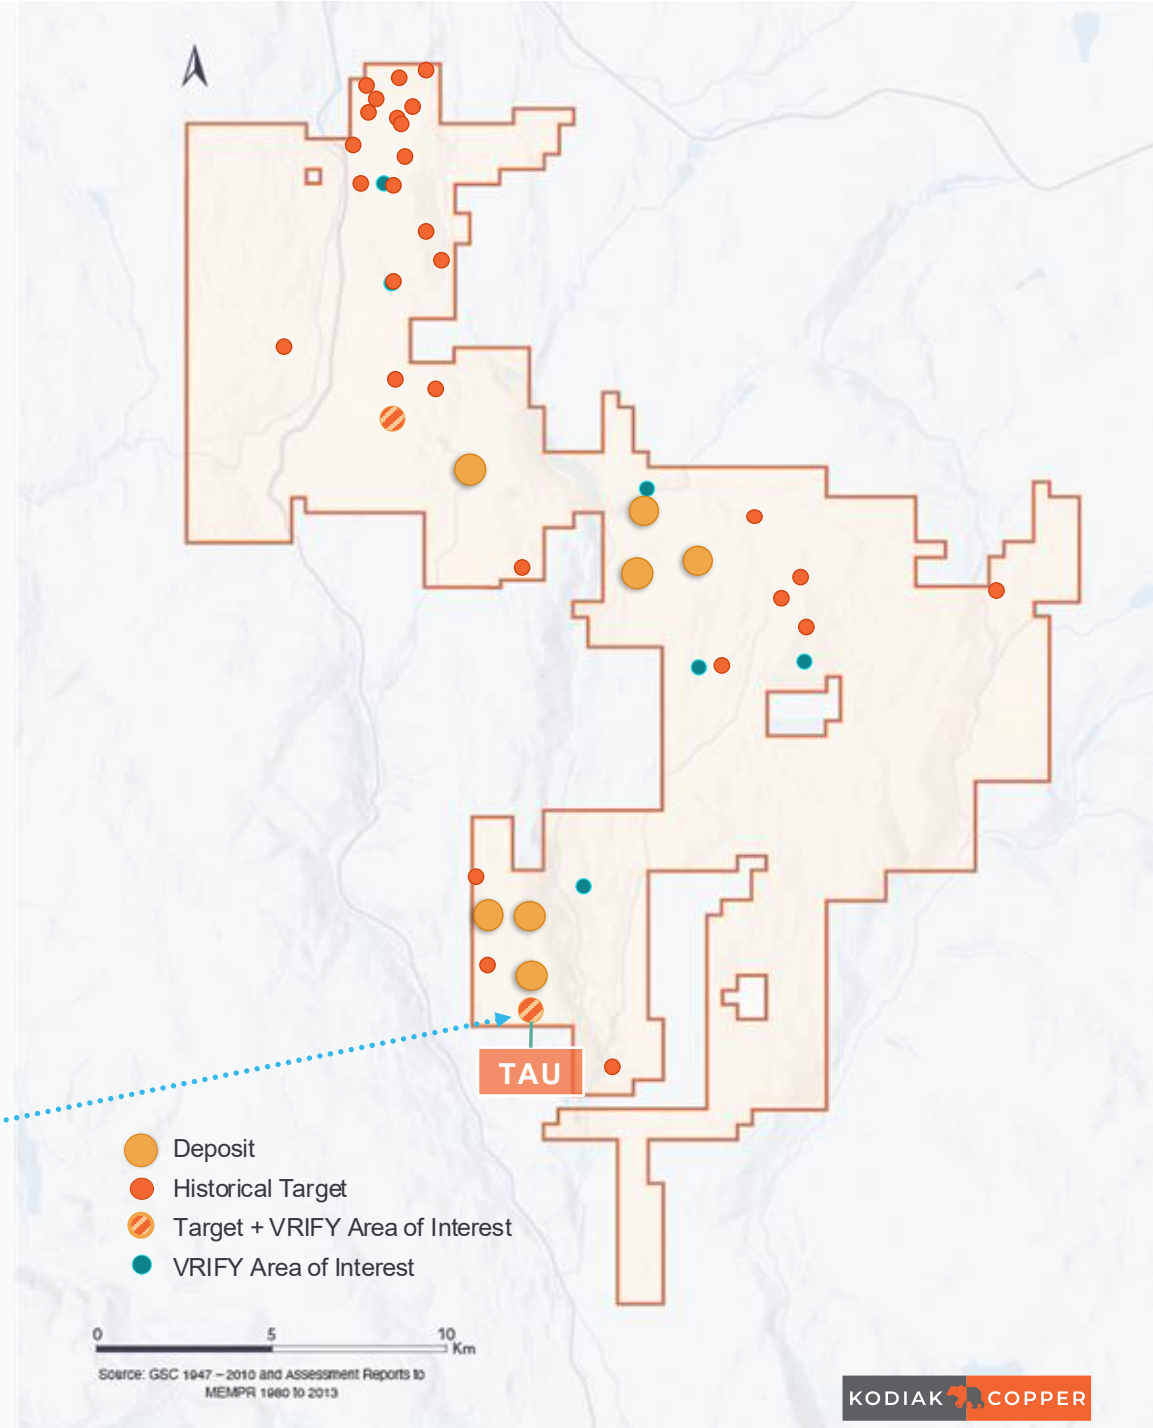 TAU
Deposit
Historical Target
Target + VRIFY Area of Interest
VRIFY Area of Interest
0 5 10
Km
Source: GSC 1947 – 2010 and Assessment Reports to
MEMPR 1980 to 2013
KODIAK COPPER